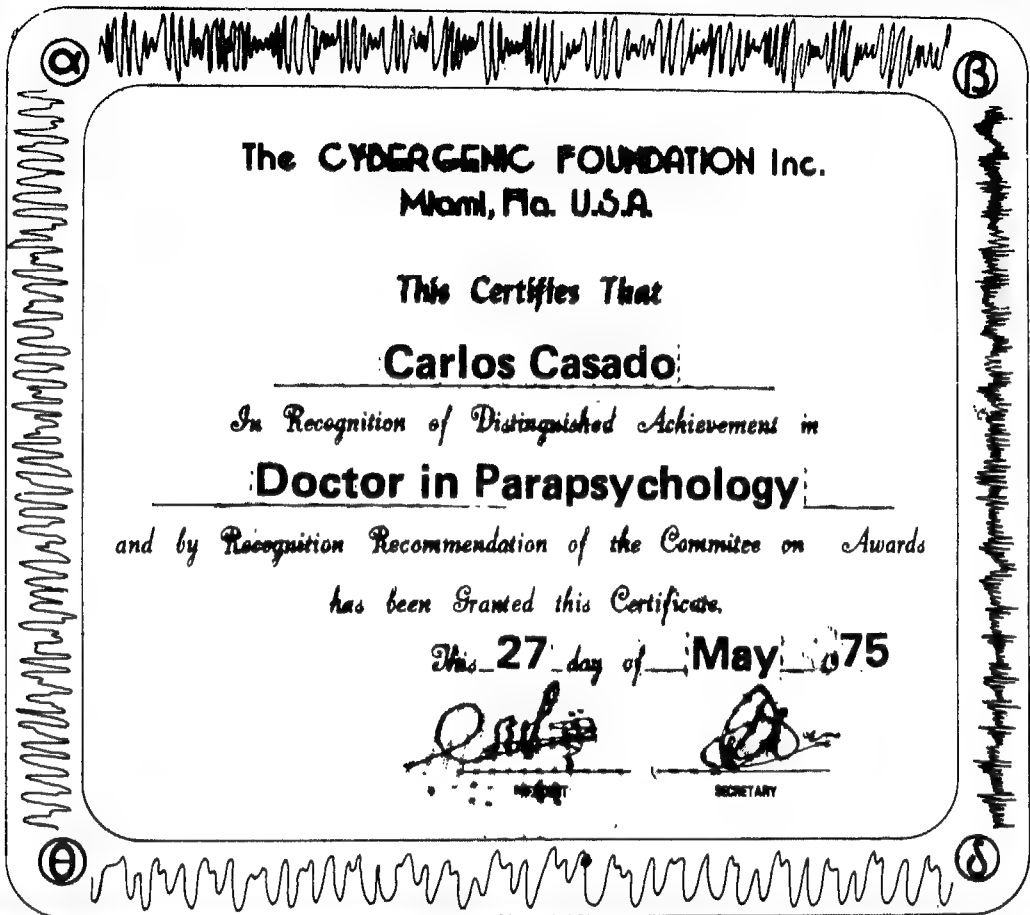 α
β
The CYBERGENIC FOUNDATION Inc.
Miami, Fla. U.S.A.
This Certifies That
Carlos Casado
In Recognition of Distinguished Achievement in
Doctor in Parapsychology
and by Recognition Recommendation of the Commitee on Awards
has been Granted this Certificate.
This 27 day of May 75
PRESIDENT SECRETARY
θ
δ